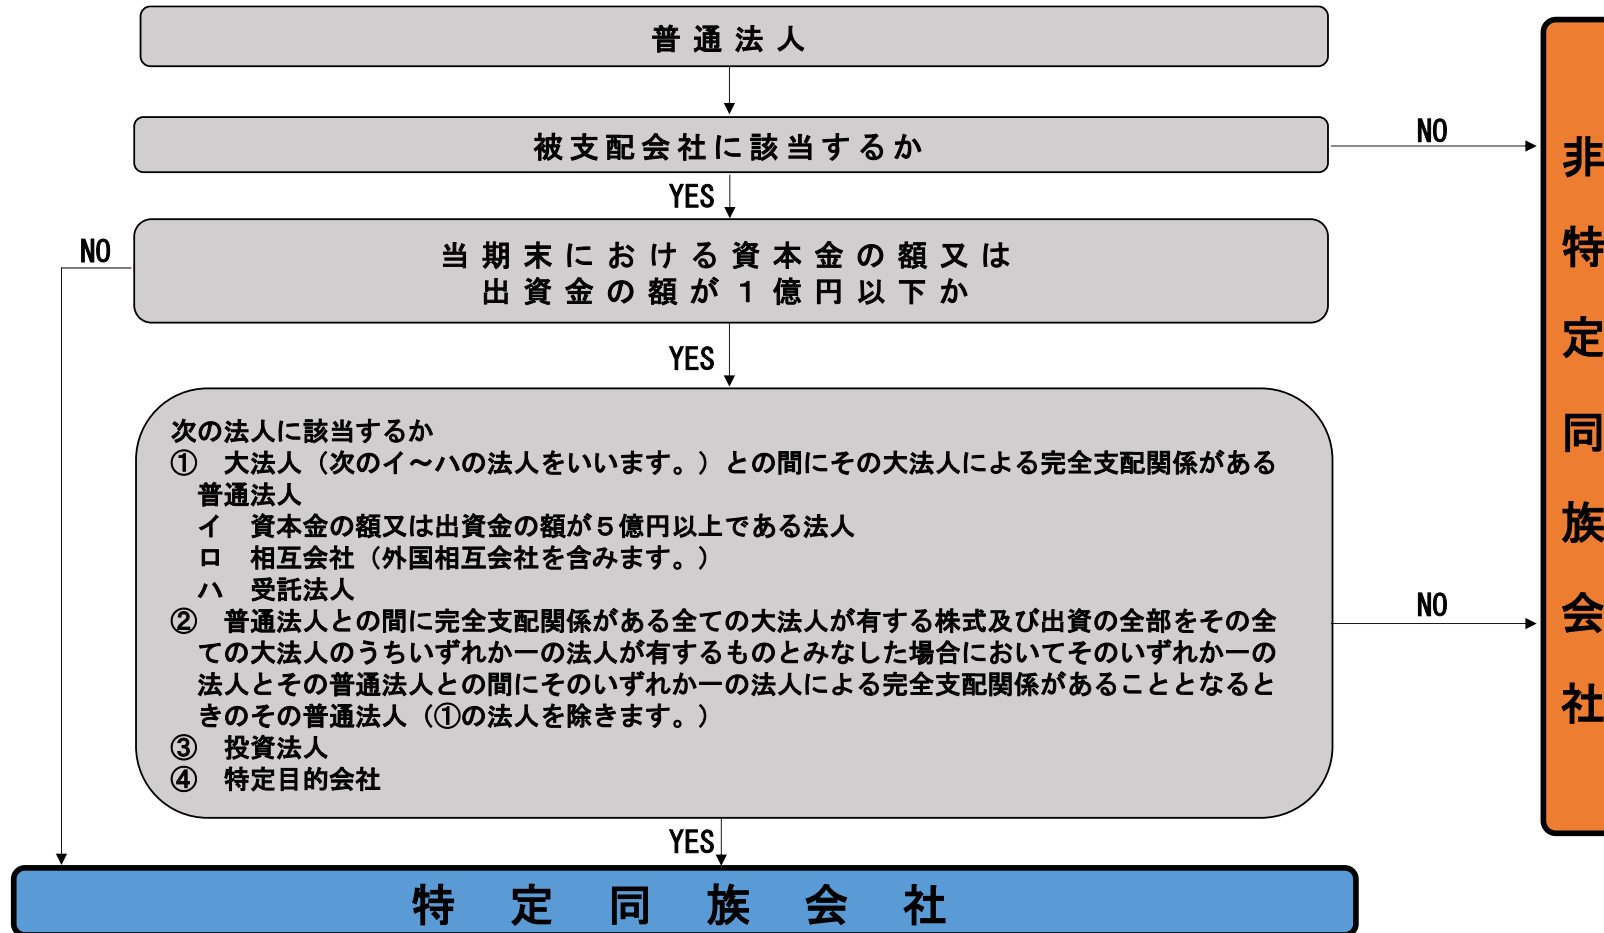 普通法人
被支配会社に該当するか
NO
YES
当期末における資本金の額又は
出資金の額が１億円以下か
NO
YES
次の法人に該当するか
①　大法人（次のイ～ハの法人をいいます。）との間にその大法人による完全支配関係がある
普通法人
イ　資本金の額又は出資金の額が５億円以上である法人
ロ　相互会社（外国相互会社を含みます。）
ハ　受託法人
②　普通法人との間に完全支配関係がある全ての大法人が有する株式及び出資の全部をその全
ての大法人のうちいずれか一の法人が有するものとみなした場合においてそのいずれか一の
法人とその普通法人との間にそのいずれか一の法人による完全支配関係があることとなると
きのその普通法人（①の法人を除きます。）
③　投資法人
④　特定目的会社
NO
YES
特定同族会社
非特定同族会社